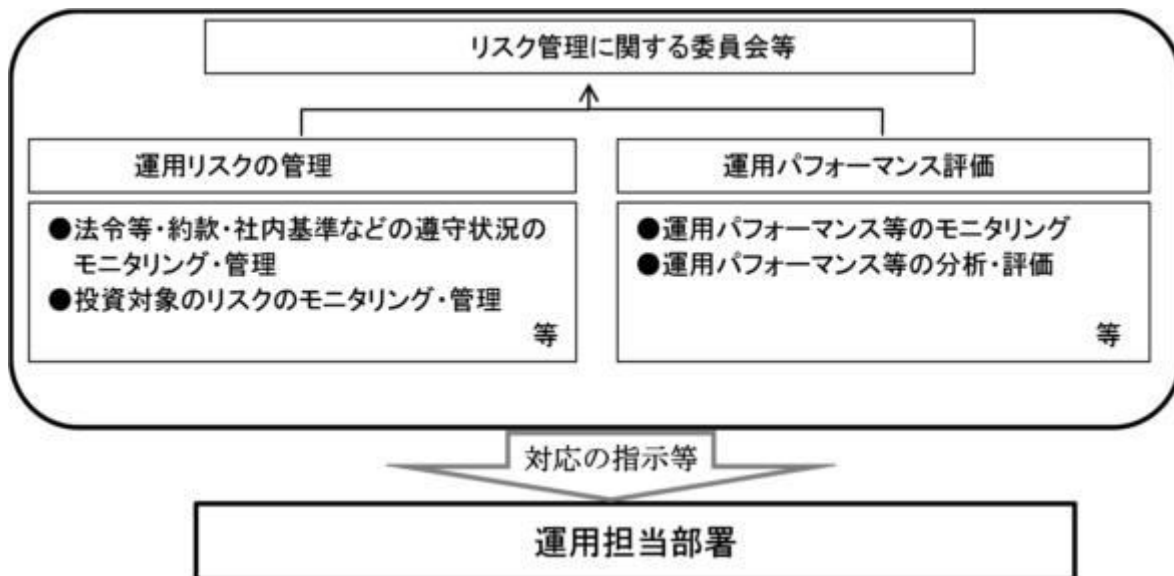 リスク管理に関する委員会等
運用リスクの管理
運用パフォーマンス評価
●法令等・約款・社内基準などの遵守状況の
モニタリング・管理
●投資対象のリスクのモニタリング・管理
等
●運用パフォーマンス等のモニタリング
●運用パフォーマンス等の分析・評価
等
対応の指示等
運用担当部署